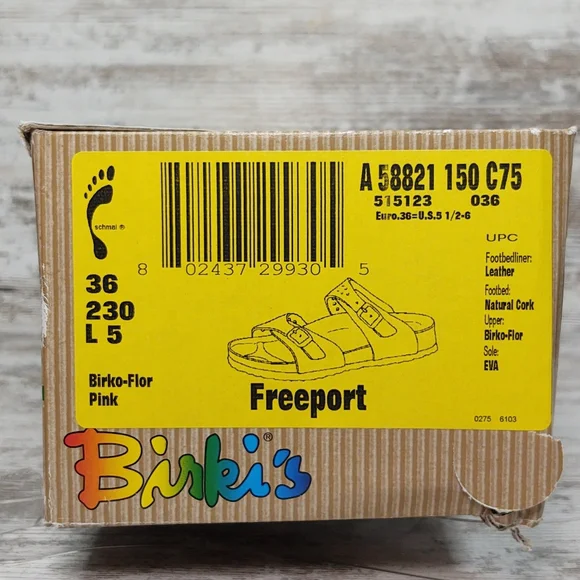 schmal ®
A 58821 150 C75
515123 036
Euro.36=U.S.5 1/2-6
8 02437 29930 5
36
230
L 5
Birko-Flor
Pink
Freeport
UPC
Footbedliner:
Leather
Footbed:
Natural Cork
Upper:
Birko-Flor
Sole:
EVA
0275 6103
Birki's®